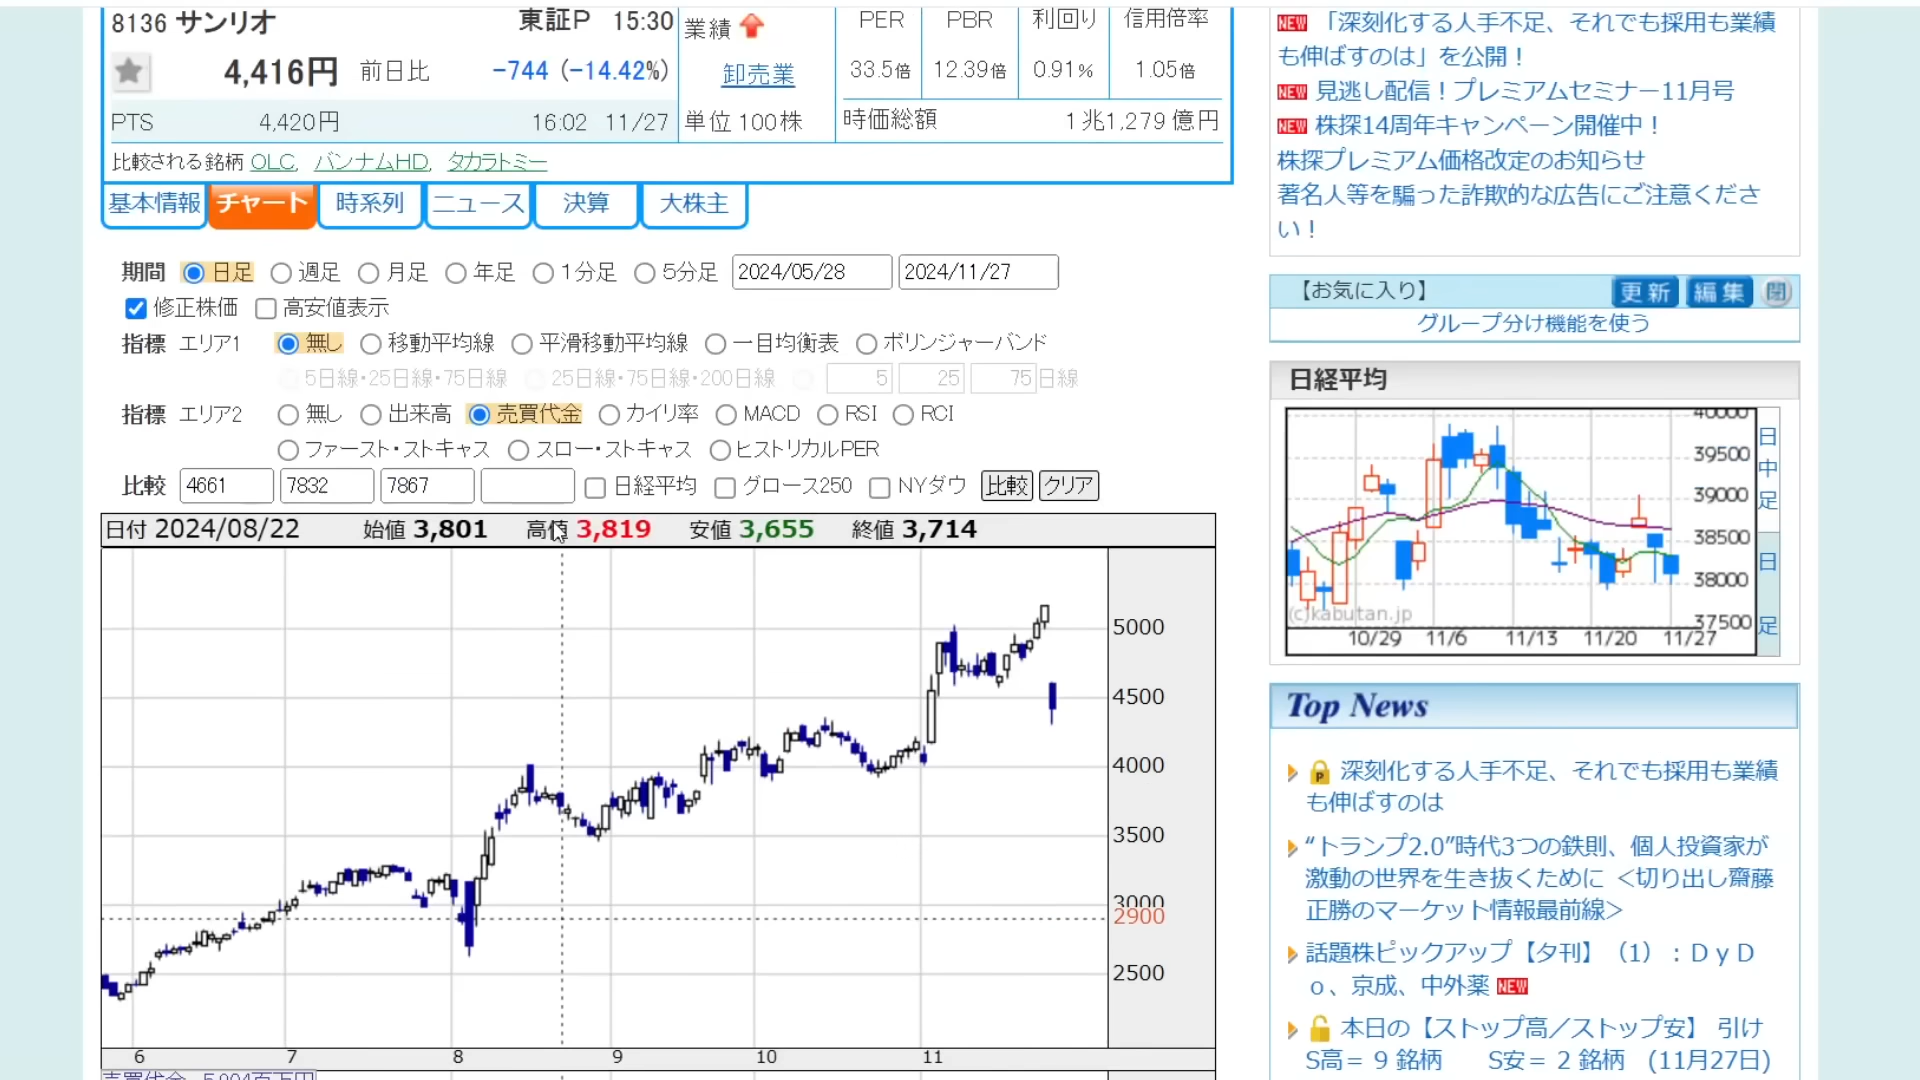 8136 サンリオ 東証P 15:30
業績 PER PBR 利回り 信用倍率
4,416円 前日比 -744 (-14.42%)
卸売業 33.5倍 12.39倍 0.91% 1.05倍
PTS 4,420円 16:02 11/27 単位 100株 時価総額 1兆1,279億円
比較される銘柄 OLC, バンナムHD, タカラトミー
基本情報 チャート 時系列 ニュース 決算 大株主
期間 日足 週足 月足 年足 1分足 5分足 2024/05/28 2024/11/27
修正株価 高安値表示
指標 エリア1 無し 移動平均線 平滑移動平均線 一目均衡表 ボリンジャーバンド
5日線・25日線・75日線 25日線・75日線・200日線 5 25 75 日線
指標 エリア2 無し 出来高 売買代金 カイリ率 MACD RSI RCI
ファースト・ストキャス スロー・ストキャス ヒストリカルPER
比較 4661 7832 7867 日経平均 グロース250 NYダウ 比較 クリア
日付 2024/08/22 始値 3,801 高値 3,819 安値 3,655 終値 3,714
5000
4500
4000
3500
3000
2900
2500
6 7 8 9 10 11
売買代金 5,904百万円
NEW 「深刻化する人手不足、それでも採用も業績
も伸ばすのは」を公開！
NEW 見逃し配信！プレミアムセミナー11月号
NEW 株探14周年キャンペーン開催中！
株探プレミアム価格改定のお知らせ
著名人等を騙った詐欺的な広告にご注意くださ
い！
【お気に入り】 更新 編集 閉
グループ分け機能を使う
日経平均
40000
39500
39000
38500
38000
37500
(c)kabutan.jp
10/29 11/6 11/13 11/20 11/27
日中足
日足
Top News
深刻化する人手不足、それでも採用も業績
も伸ばすのは
“トランプ2.0”時代3つの鉄則、個人投資家が
激動の世界を生き抜くために ＜切り出し齋藤
正勝のマーケット情報最前線＞
話題株ピックアップ【夕刊】（1）：ＤｙＤ
ｏ、京成、中外薬 NEW
本日の【ストップ高／ストップ安】 引け
S高＝ 9 銘柄 S安＝ 2 銘柄 (11月27日)